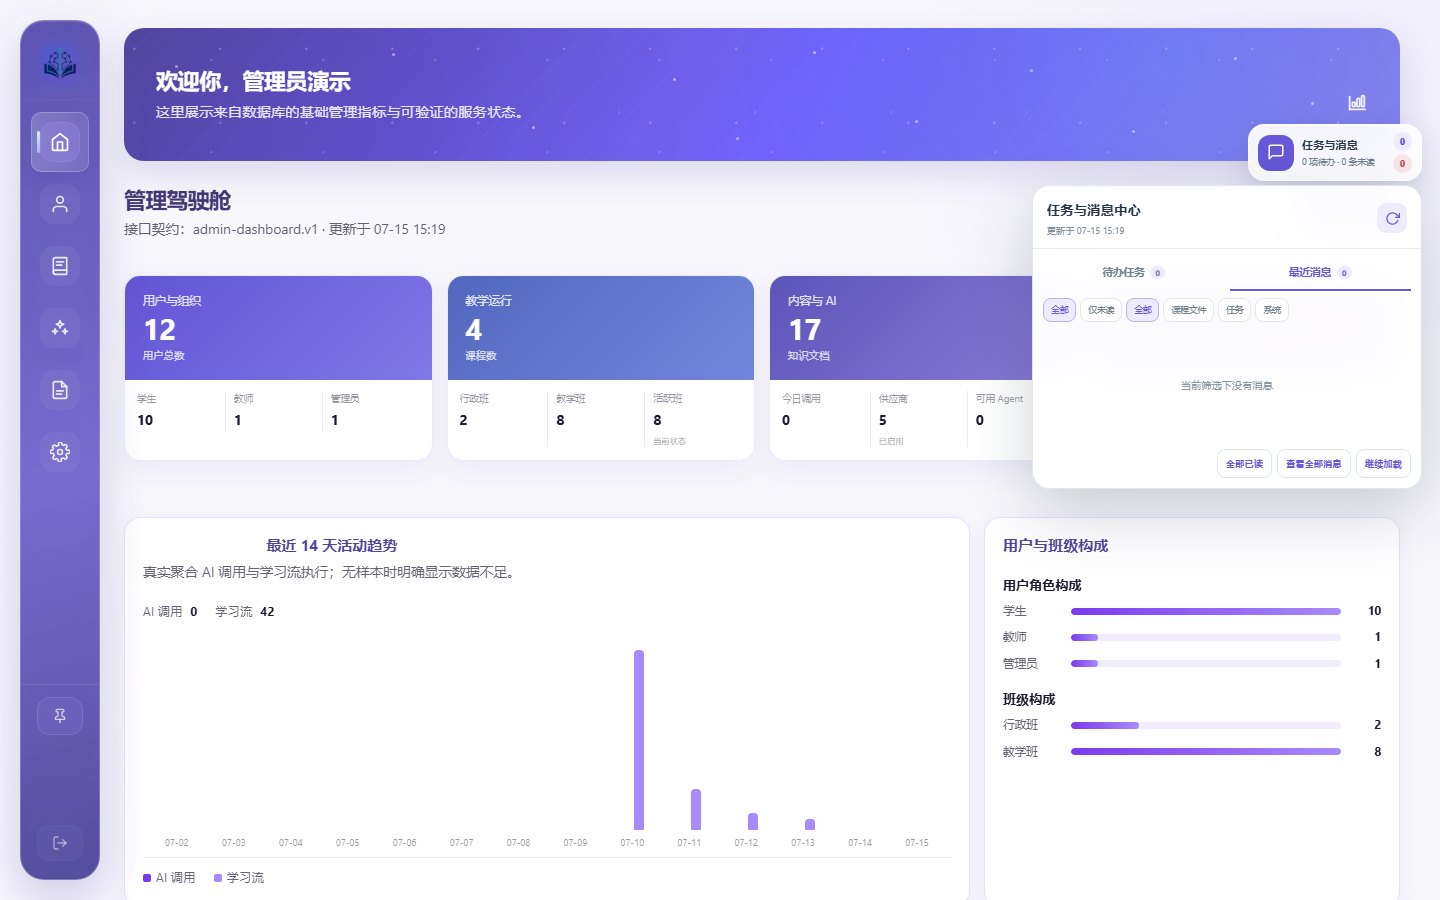 欢迎你，管理员演示
这里展示来自数据库的基础管理指标与可验证的服务状态。
任务与消息
0 项待办 · 0 条未读
0
0
管理驾驶舱
接口契约：admin-dashboard.v1 · 更新于 07-15 15:19
任务与消息中心
更新于 07-15 15:19
待办任务 0
最近消息 0
全部 仅未读 全部 课程文件 任务 系统
当前筛选下没有消息
全部已读 查看全部消息 继续加载
用户与组织
12
用户总数
学生 教师 管理员
10 1 1
教学运行
4
课程数
行政班 教学班 活跃班
2 8 8
当前状态
内容与 AI
17
知识文档
今日调用 供应商 可用 Agent
0 5 0
已启用
最近 14 天活动趋势
真实聚合 AI 调用与学习流执行；无样本时明确显示数据不足。
AI 调用 0 学习流 42
07-02 07-03 07-04 07-05 07-06 07-07 07-08 07-09 07-10 07-11 07-12 07-13 07-14 07-15
AI 调用 学习流
用户与班级构成
用户角色构成
学生 10
教师 1
管理员 1
班级构成
行政班 2
教学班 8